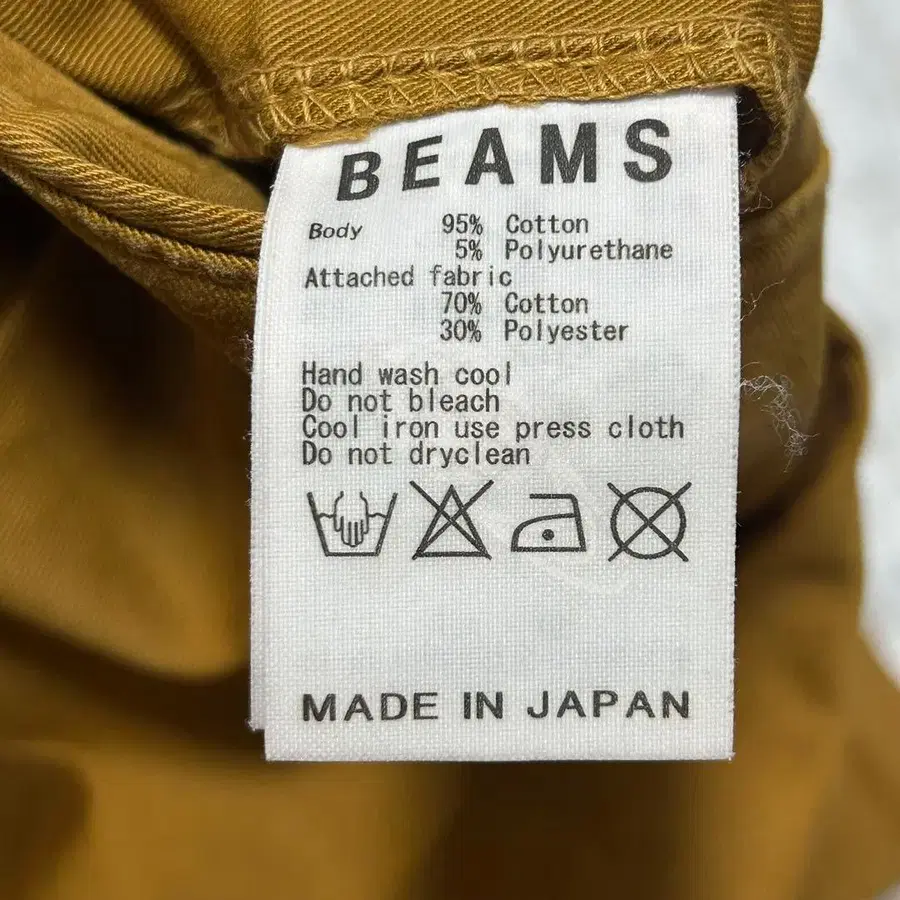 BEAMS
Body 95% Cotton
5% Polyurethane
Attached fabric
70% Cotton
30% Polyester
Hand wash cool
Do not bleach
Cool iron use press cloth
Do not dryclean
MADE IN JAPAN